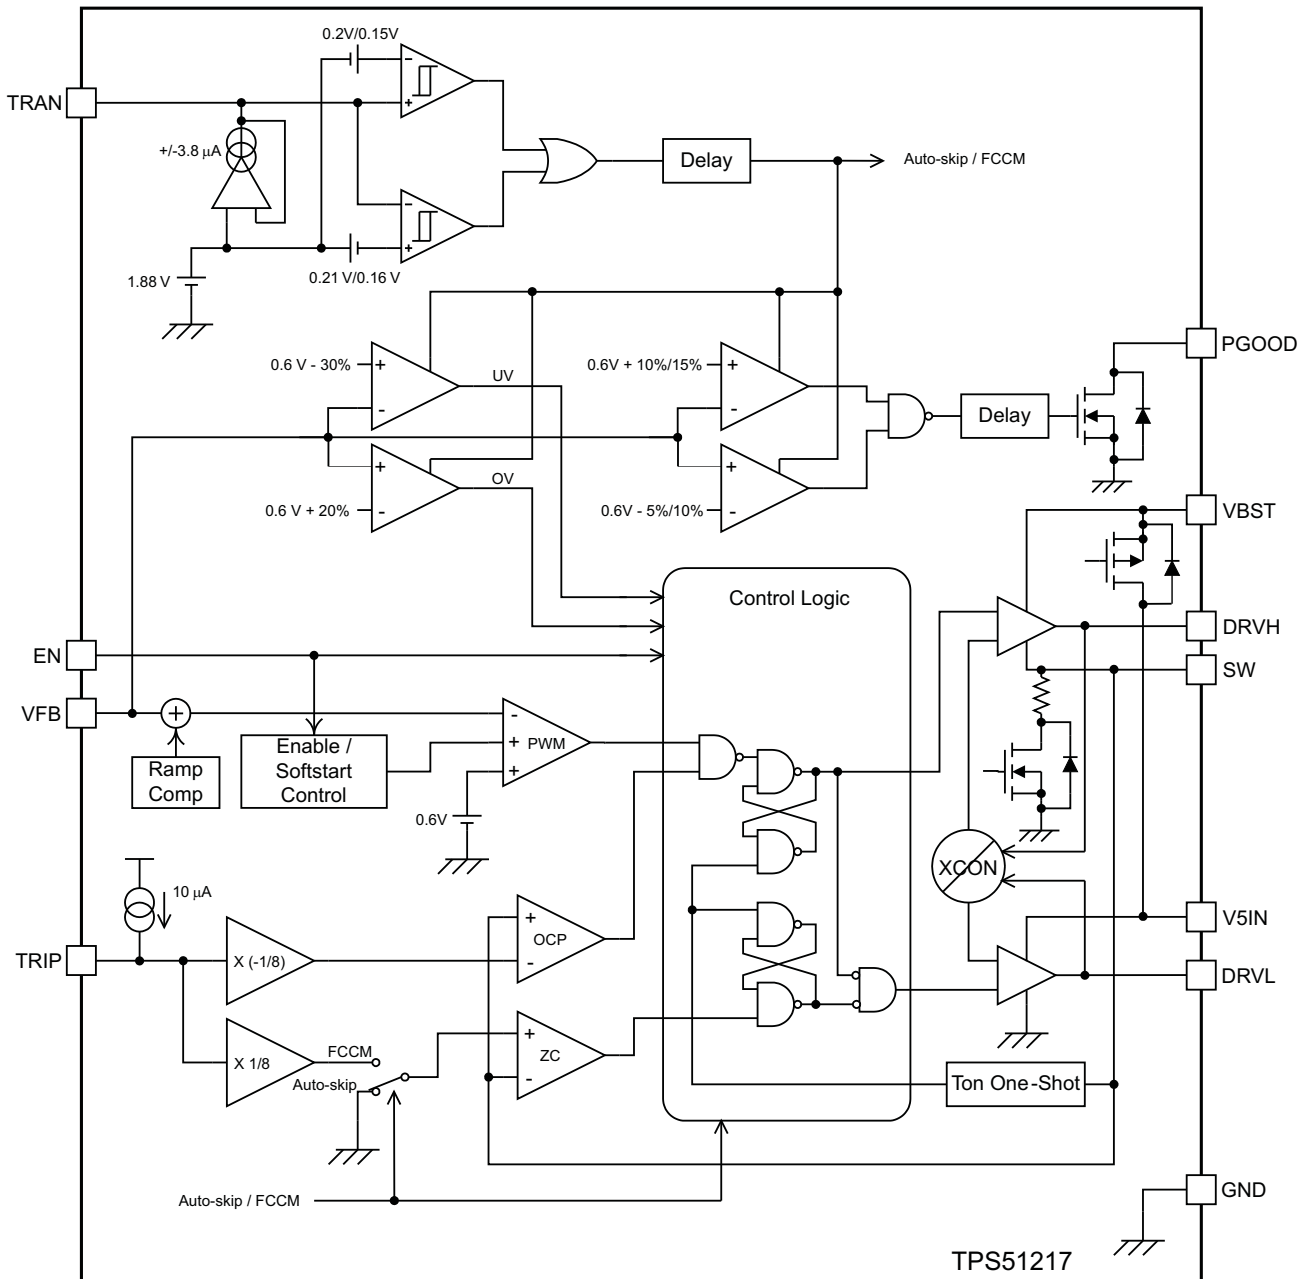 0.2V/0.15V
-
+
TRAN
+/-3.8 µA
Delay
Auto-skip / FCCM
-
+
1.88 V
0.21 V/0.16 V
PGOOD
0.6 V - 30%
+
-
UV
0.6V + 10%/15%
+
-
Delay
+
-
OV
0.6 V + 20%
+
-
0.6V - 5%/10%
VBST
Control Logic
DRVH
EN
SW
VFB
+
-
+
+
PWM
Enable /
Softstart
Control
Ramp
Comp
0.6V
XCON
10 µA
V5IN
TRIP
X (-1/8)
+
-
OCP
DRVL
X 1/8
FCCM
Auto-skip
+
-
ZC
Ton One-Shot
GND
Auto-skip / FCCM
TPS51217